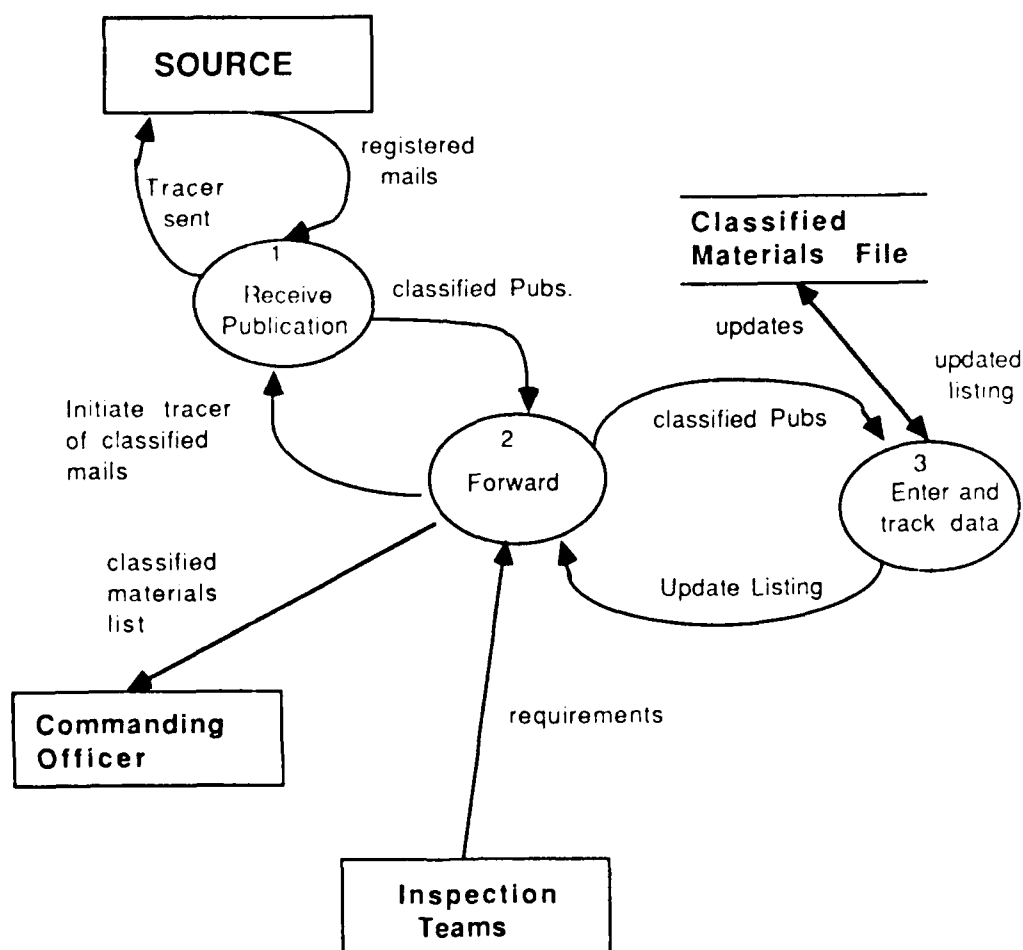 SOURCE
registered
mails
Tracer
sent
1
Receive
Publication
classified Pubs.
Classified
Materials File
updates
updated
listing
Initiate tracer
of classified
mails
2
Forward
classified Pubs
3
Enter and
track data
Update Listing
classified
materials
list
Commanding
Officer
requirements
Inspection
Teams